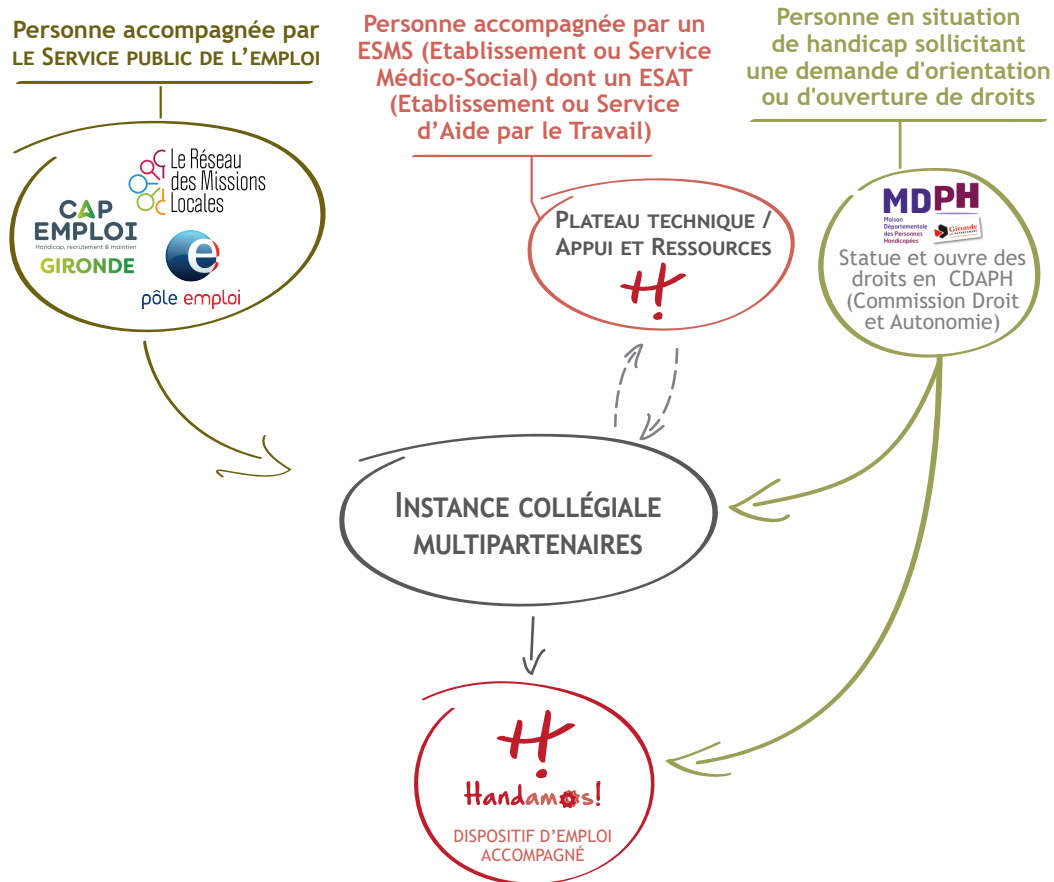 Personne accompagnée par
LE SERVICE PUBLIC DE L'EMPLOI
Le Réseau
des Missions
Locales
CAP
EMPLOI
Handicap, recrutement & maintien
GIRONDE
pôle emploi
Personne accompagnée par un
ESMS (Etablissement ou Service
Médico-Social) dont un ESAT
(Etablissement ou Service
d'Aide par le Travail)
PLATEAU TECHNIQUE /
APPUI ET RESSOURCES
H!
Personne en situation
de handicap sollicitant
une demande d'orientation
ou d'ouverture de droits
MDPH
Maison
Départementale
des Personnes
Handicapées
Gironde
LE DÉPARTEMENT
Statue et ouvre des
droits en CDAPH
(Commission Droit
et Autonomie)
INSTANCE COLLÉGIALE
MULTIPARTENAIRES
H!
Handamos!
DISPOSITIF D'EMPLOI
ACCOMPAGNÉ